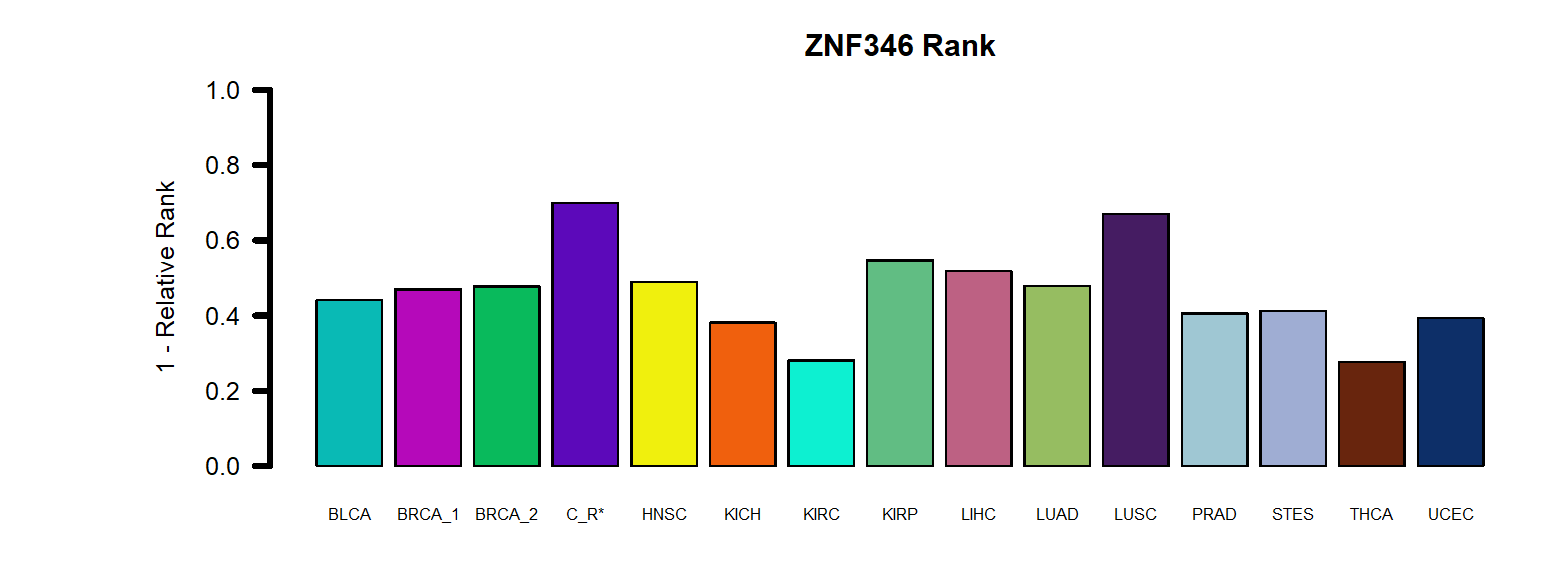 ZNF346 Rank
1 - Relative Rank
1.0
0.8
0.6
0.4
0.2
0.0
BLCA BRCA_1 BRCA_2 C_R* HNSC KICH KIRC KIRP LIHC LUAD LUSC PRAD STES THCA UCEC